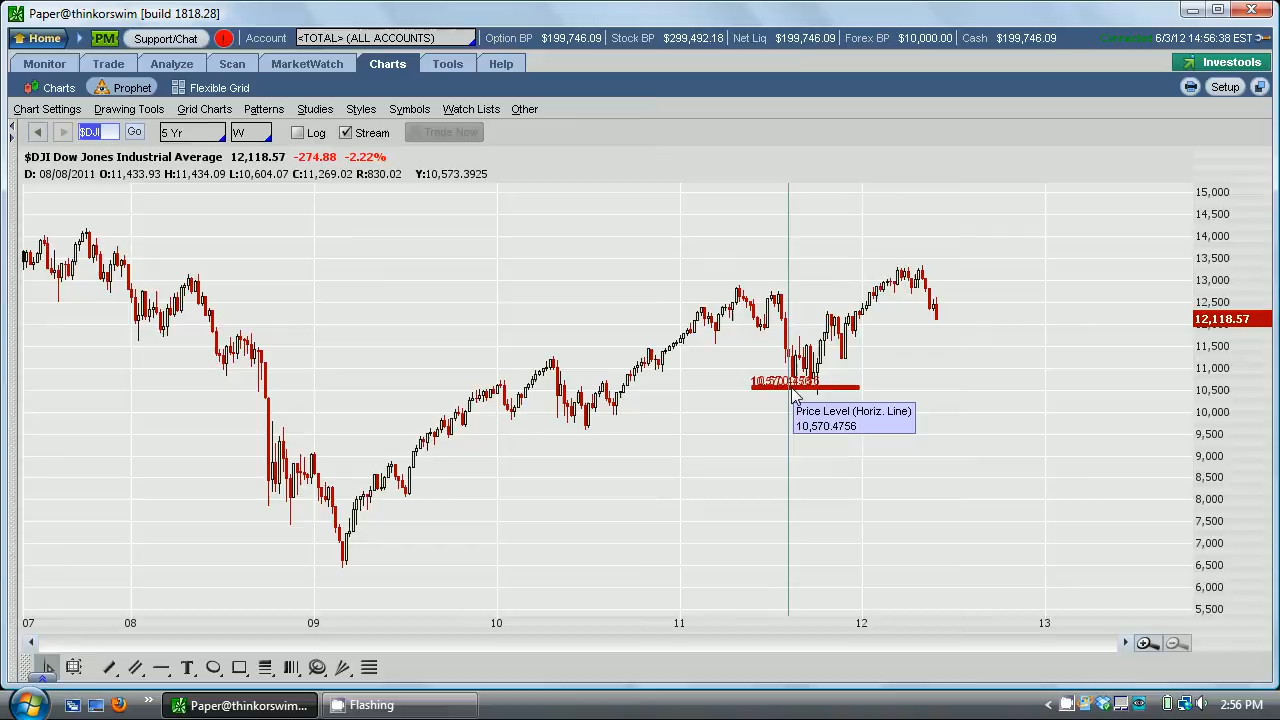 Paper@thinkorswim [build 1818.28]
Home PM Support/Chat ! Account <TOTAL> (ALL ACCOUNTS) Option BP $199,746.09 Stock BP $299,492.18 Net Liq $199,746.09 Forex BP $10,000.00 Cash $199,746.09 Connected 6/3/12 14:56:38 EST
Monitor Trade Analyze Scan MarketWatch Charts Tools Help Investools
Charts Prophet Flexible Grid Setup
Chart Settings Drawing Tools Grid Charts Patterns Studies Styles Symbols Watch Lists Other
$DJI Go 5 Yr W Log Stream Trade Now
$DJI Dow Jones Industrial Average 12,118.57 -274.88 -2.22%
D: 08/08/2011 O:11,433.93 H:11,434.09 L:10,604.07 C:11,269.02 R:830.02 Y:10,573.3925
15,000
14,500
14,000
13,500
13,000
12,500
12,118.57
11,500
11,000
10,570.4756
10,500
Price Level (Horiz. Line)
10,570.4756
10,000
9,500
9,000
8,500
8,000
7,500
7,000
6,500
6,000
5,500
07 08 09 10 11 12 13
T
Paper@thinkorswim... Flashing 2:56 PM